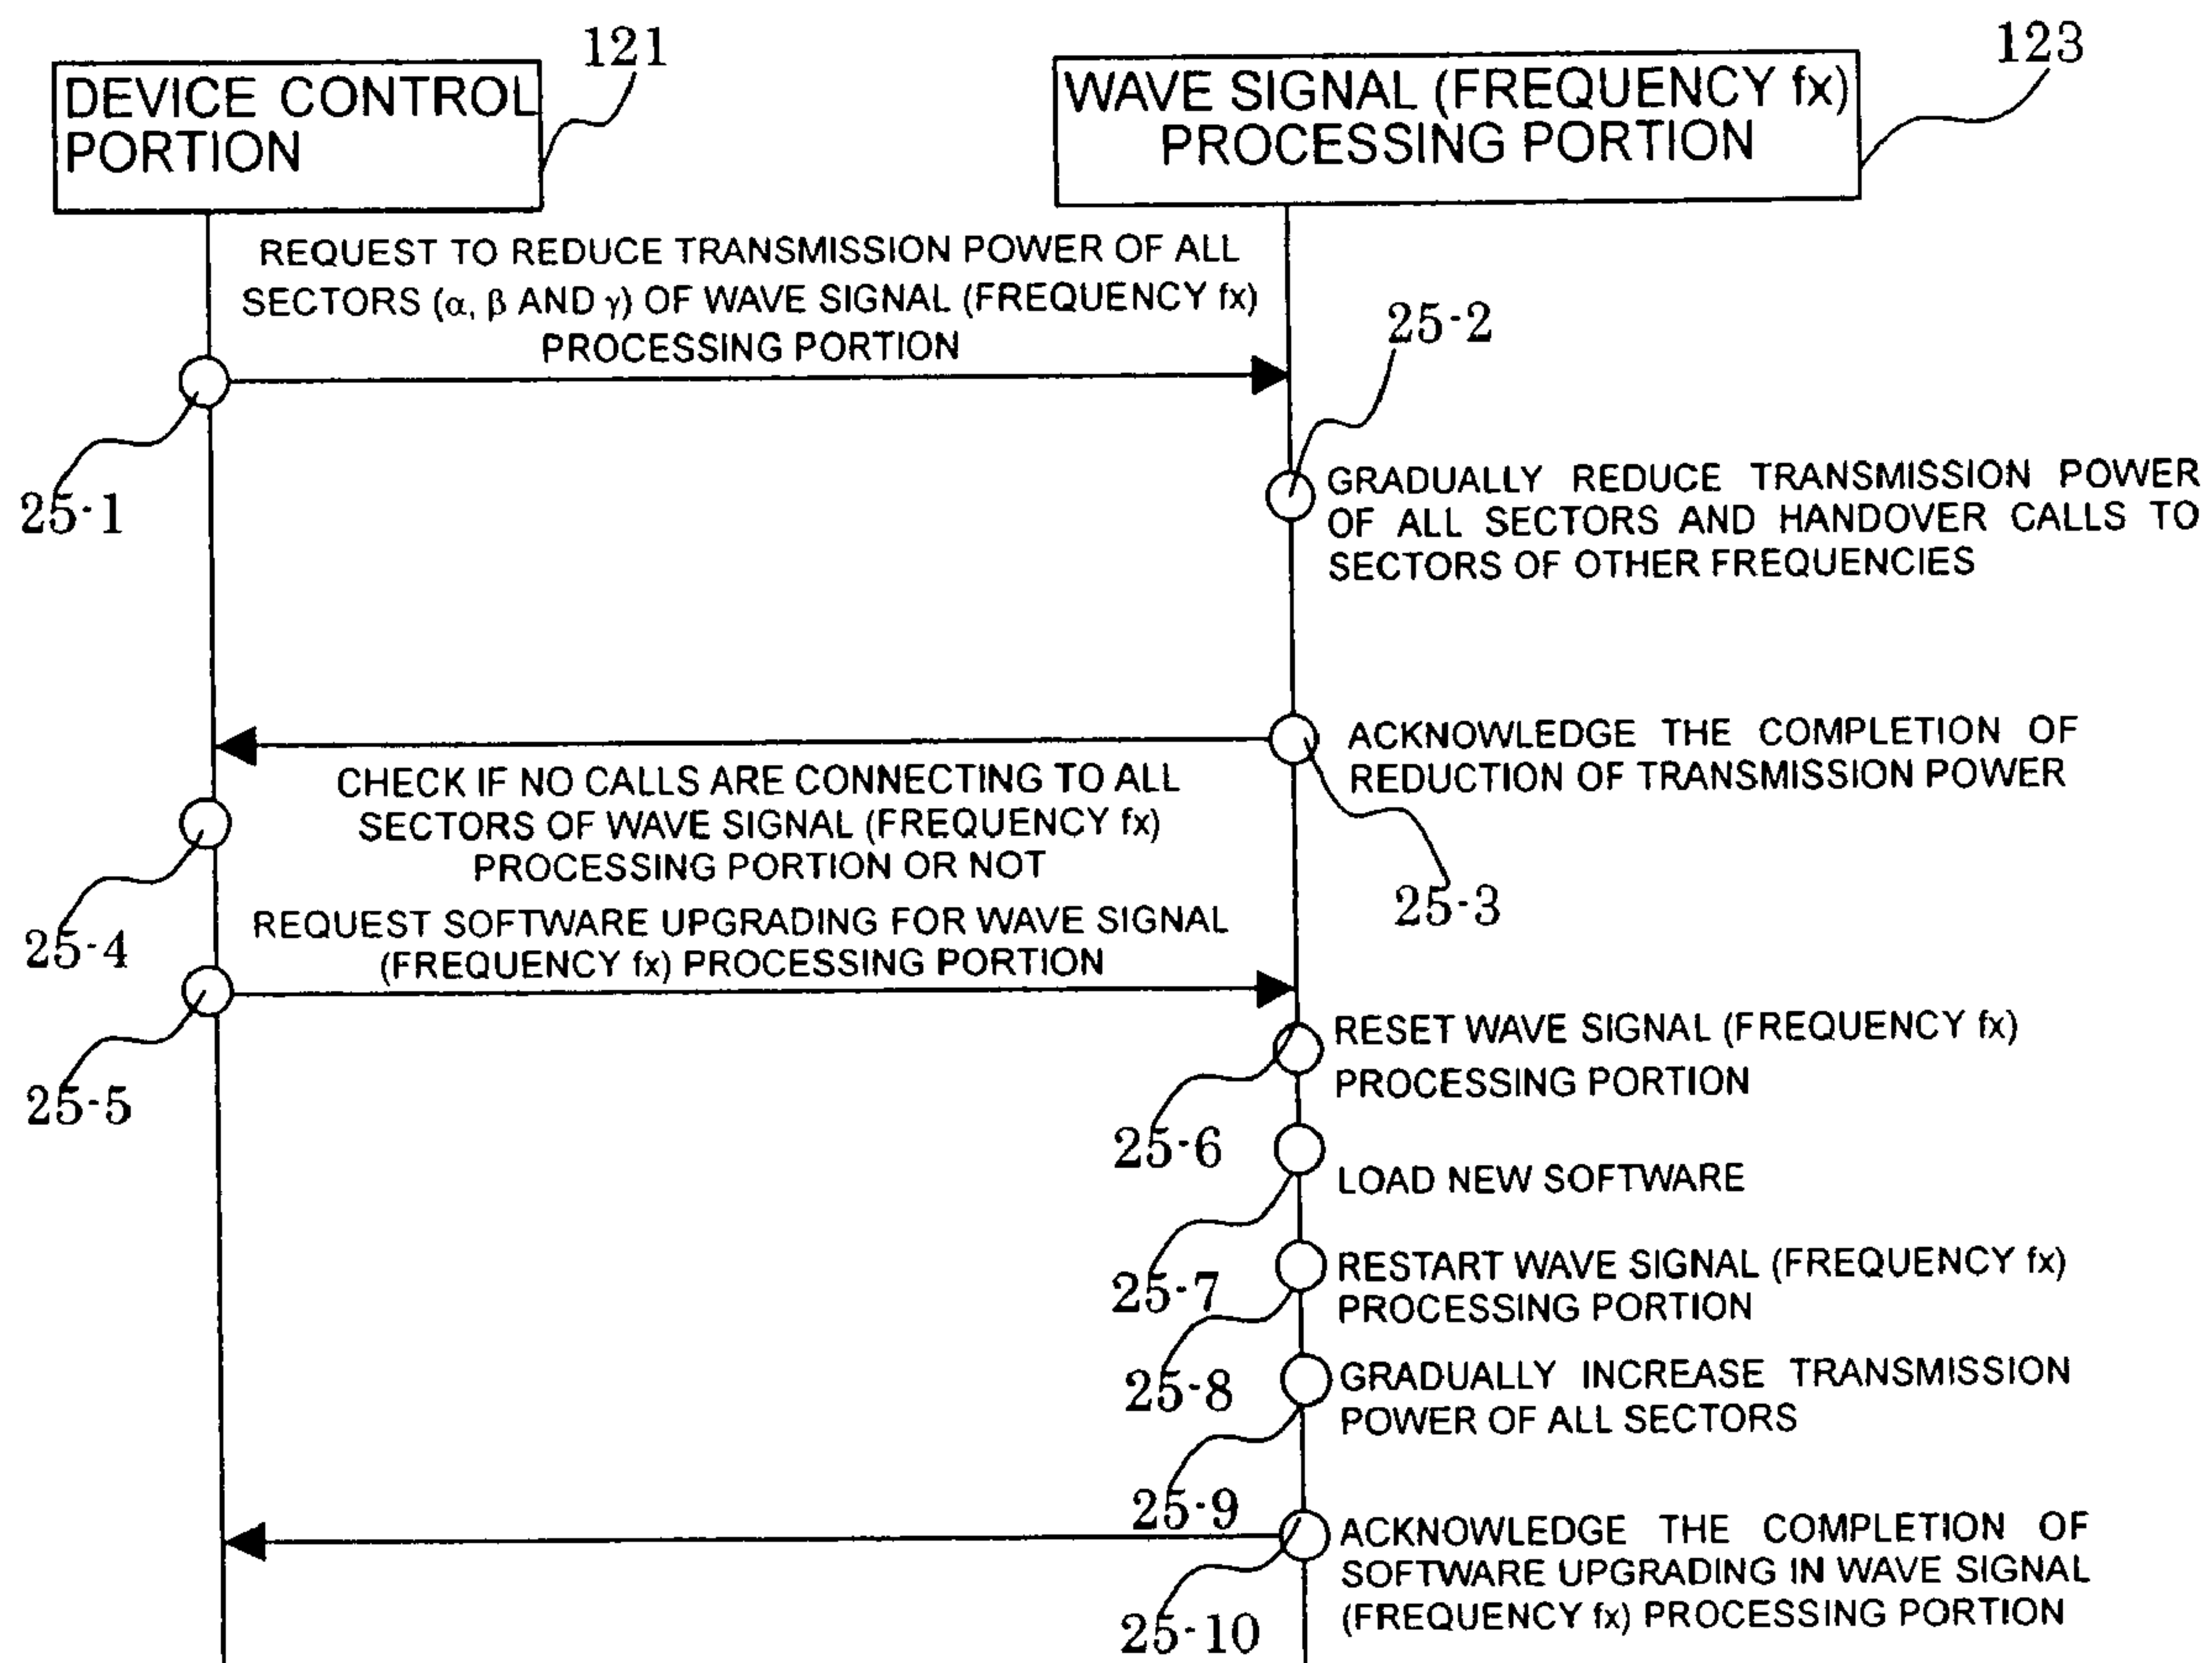 121
DEVICE CONTROL
PORTION
123
WAVE SIGNAL (FREQUENCY fx)
PROCESSING PORTION
REQUEST TO REDUCE TRANSMISSION POWER OF ALL
SECTORS (α, β AND γ) OF WAVE SIGNAL (FREQUENCY fx)
PROCESSING PORTION
25-1
25-2
GRADUALLY REDUCE TRANSMISSION POWER
OF ALL SECTORS AND HANDOVER CALLS TO
SECTORS OF OTHER FREQUENCIES
ACKNOWLEDGE THE COMPLETION OF
REDUCTION OF TRANSMISSION POWER
25-3
CHECK IF NO CALLS ARE CONNECTING TO ALL
SECTORS OF WAVE SIGNAL (FREQUENCY fx)
PROCESSING PORTION OR NOT
25-4
REQUEST SOFTWARE UPGRADING FOR WAVE SIGNAL
(FREQUENCY fx) PROCESSING PORTION
25-5
RESET WAVE SIGNAL (FREQUENCY fx)
PROCESSING PORTION
25-6
LOAD NEW SOFTWARE
25-7
RESTART WAVE SIGNAL (FREQUENCY fx)
PROCESSING PORTION
25-8
GRADUALLY INCREASE TRANSMISSION
POWER OF ALL SECTORS
25-9
ACKNOWLEDGE THE COMPLETION OF
SOFTWARE UPGRADING IN WAVE SIGNAL
(FREQUENCY fx) PROCESSING PORTION
25-10